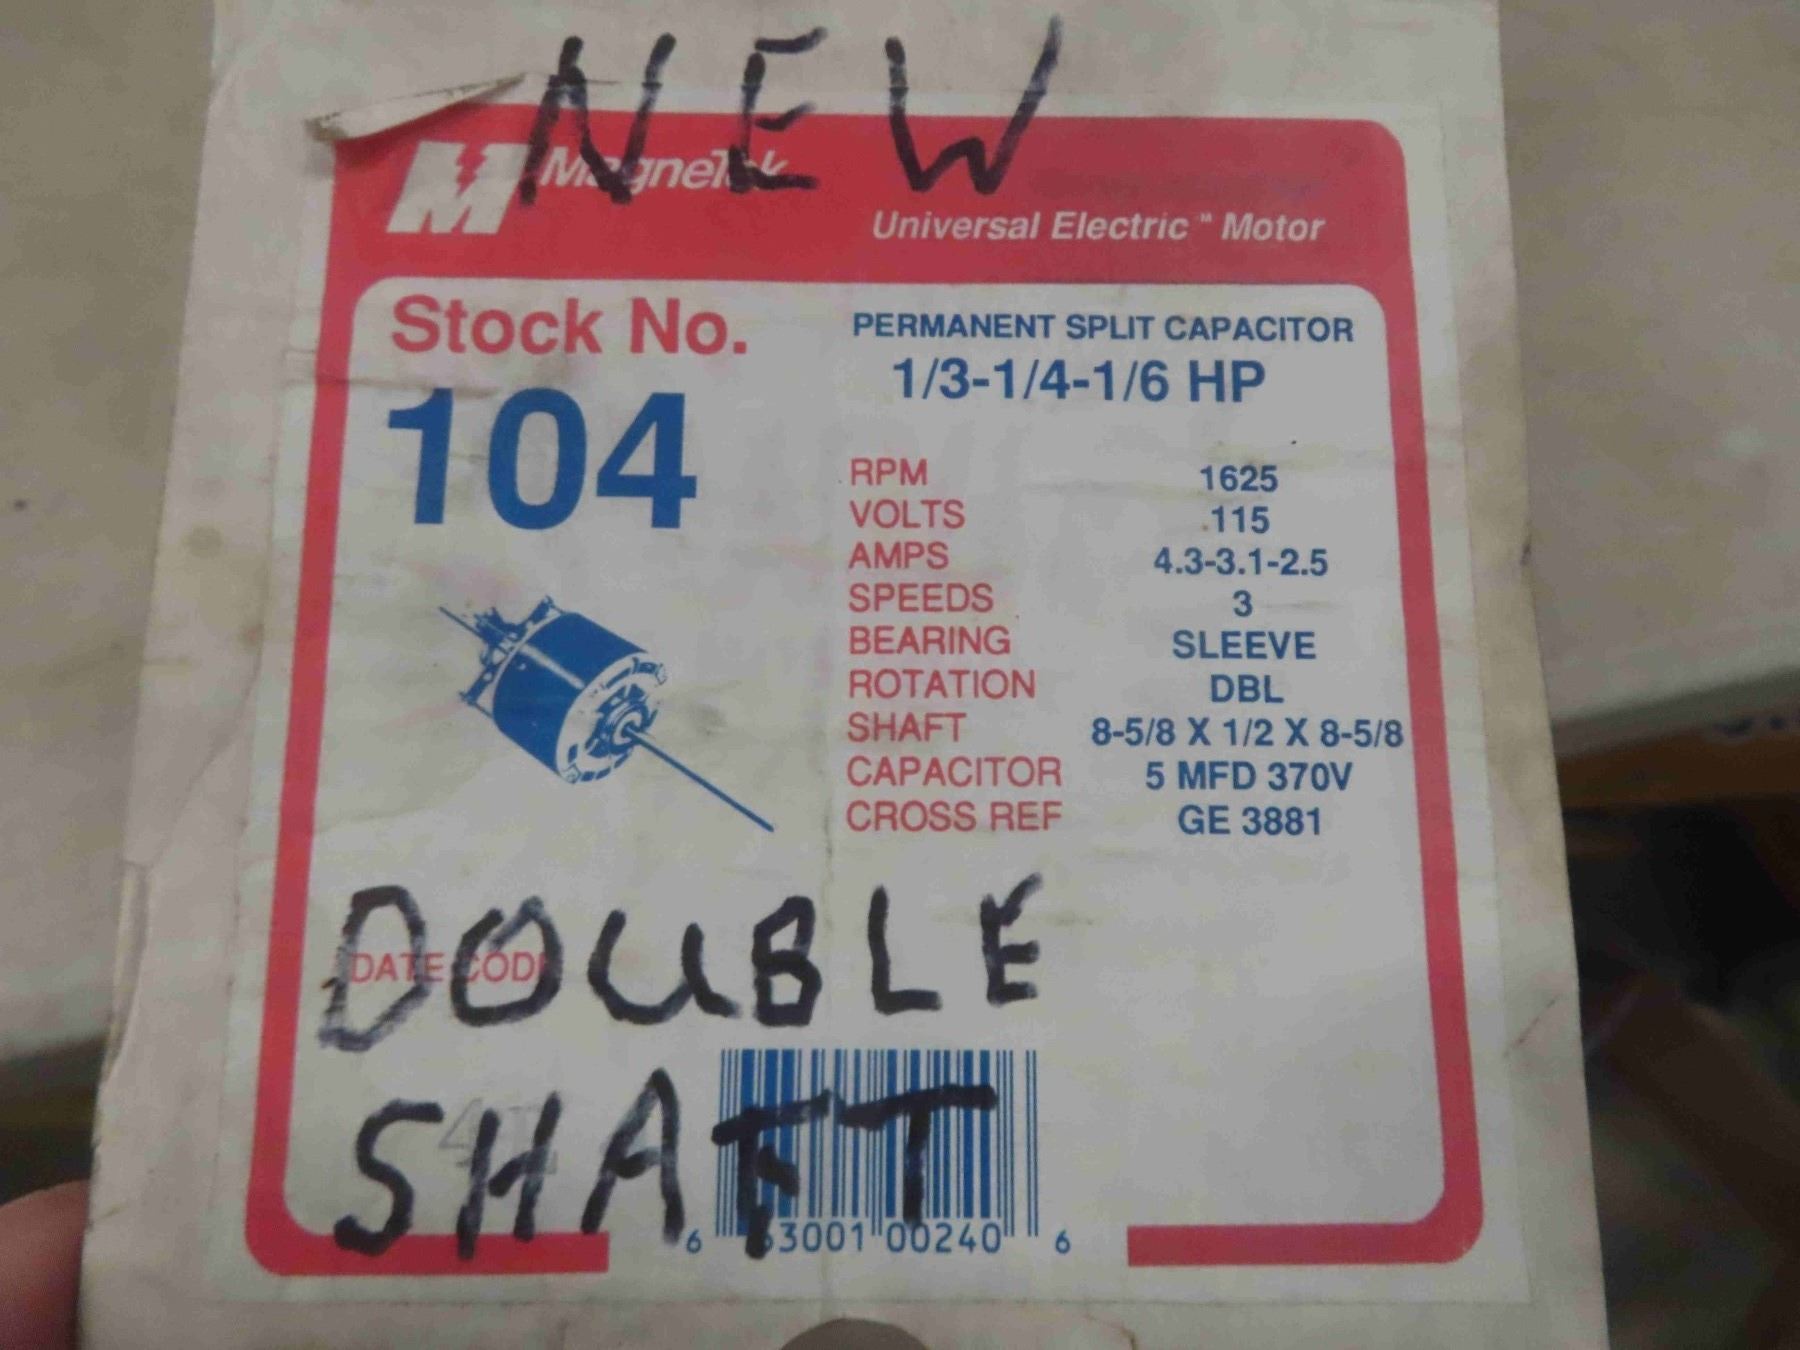 NEW
MagneTek
Universal Electric™ Motor
Stock No.
104
PERMANENT SPLIT CAPACITOR
1/3-1/4-1/6 HP
RPM 1625
VOLTS 115
AMPS 4.3-3.1-2.5
SPEEDS 3
BEARING SLEEVE
ROTATION DBL
SHAFT 8-5/8 X 1/2 X 8-5/8
CAPACITOR 5 MFD 370V
CROSS REF GE 3881
DATE CODE
DOUBLE
SHAFT
6 63001 00240 6